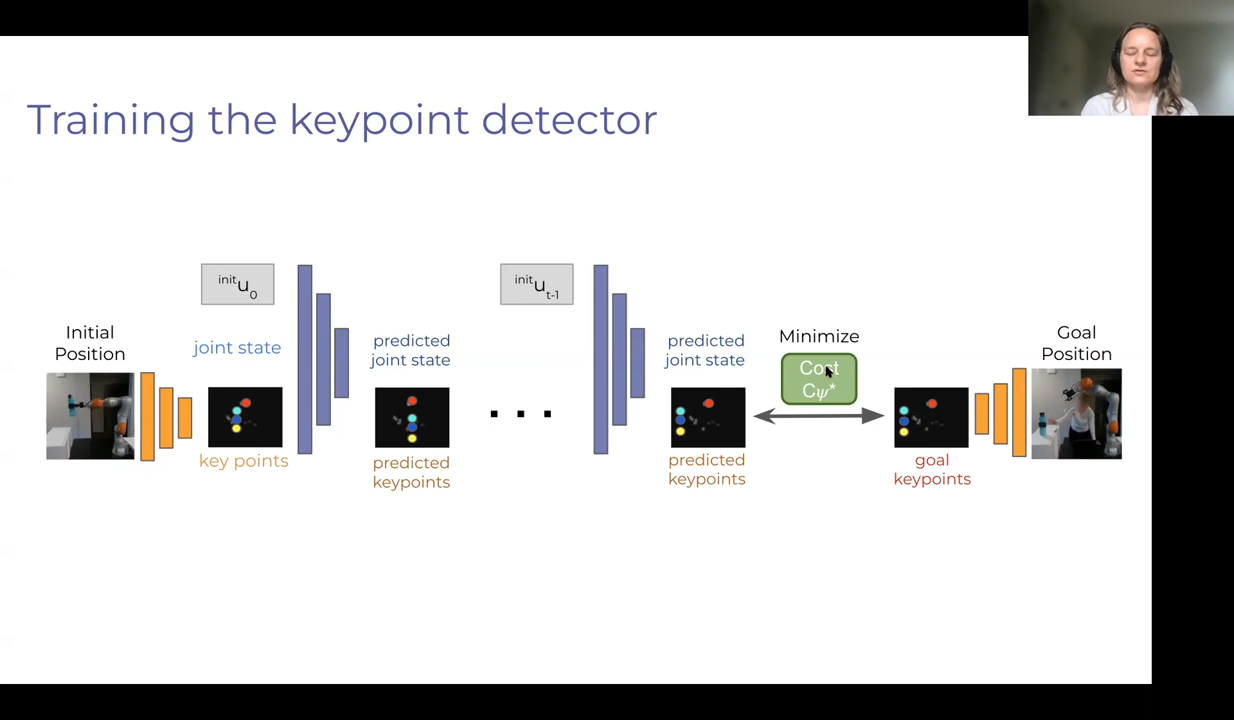 Training the keypoint detector
init u0
init ut-1
Initial
Position
joint state
predicted
joint state
predicted
joint state
Minimize
Cost
Cψ*
Goal
Position
...
key points
predicted
keypoints
predicted
keypoints
goal
keypoints